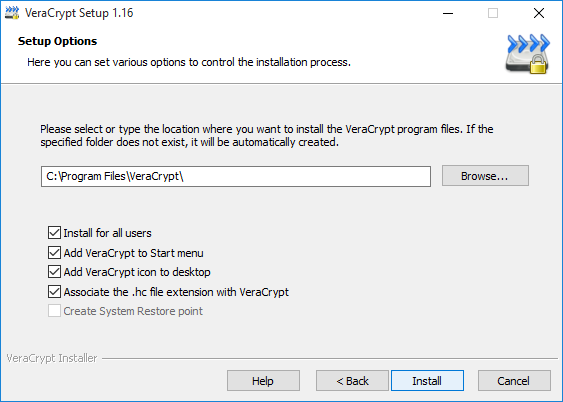 VeraCrypt Setup 1.16
Setup Options
Here you can set various options to control the installation process.
Please select or type the location where you want to install the VeraCrypt program files. If the
specified folder does not exist, it will be automatically created.
C:\Program Files\VeraCrypt\
Browse...
Install for all users
Add VeraCrypt to Start menu
Add VeraCrypt icon to desktop
Associate the .hc file extension with VeraCrypt
Create System Restore point
VeraCrypt Installer
Help
< Back
Install
Cancel